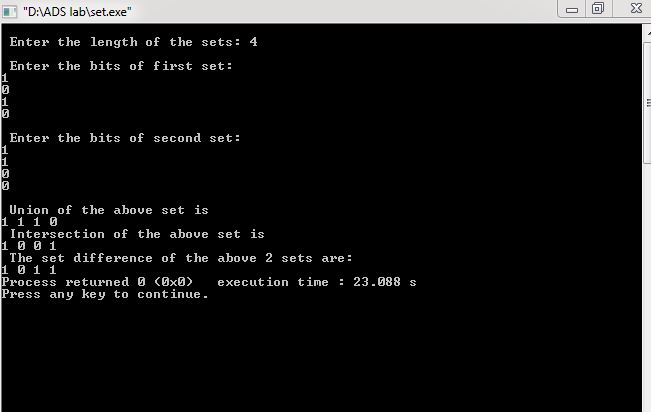 "D:\ADS lab\set.exe"
Enter the length of the sets: 4
Enter the bits of first set:
1
0
1
0
Enter the bits of second set:
1
1
0
0
Union of the above set is
1 1 1 0
Intersection of the above set is
1 0 0 1
The set difference of the above 2 sets are:
1 0 1 1
Process returned 0 (0x0)   execution time : 23.088 s
Press any key to continue.